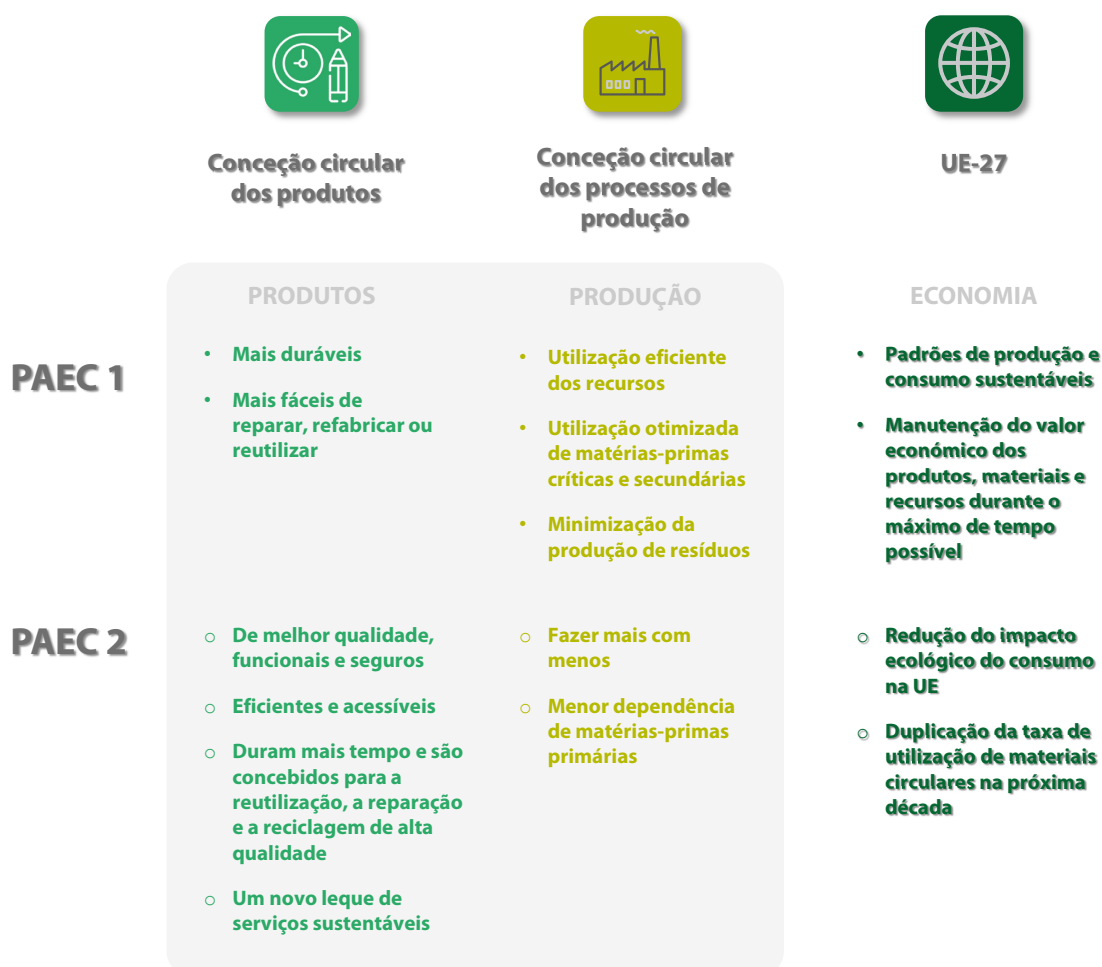 Conceção circular
dos produtos
Conceção circular
dos processos de
produção
UE-27
PRODUTOS
PRODUÇÃO
ECONOMIA
PAEC 1
• Mais duráveis
• Mais fáceis de
reparar, refabricar ou
reutilizar
• Utilização eficiente
dos recursos
• Utilização otimizada
de matérias-primas
críticas e secundárias
• Minimização da
produção de resíduos
• Padrões de produção e
consumo sustentáveis
• Manutenção do valor
económico dos
produtos, materiais e
recursos durante o
máximo de tempo
possível
PAEC 2
o De melhor qualidade,
funcionais e seguros
o Eficientes e acessíveis
o Duram mais tempo e são
concebidos para a
reutilização, a reparação
e a reciclagem de alta
qualidade
o Um novo leque de
serviços sustentáveis
o Fazer mais com
menos
o Menor dependência
de matérias-primas
primárias
o Redução do impacto
ecológico do consumo
na UE
o Duplicação da taxa de
utilização de materiais
circulares na próxima
década